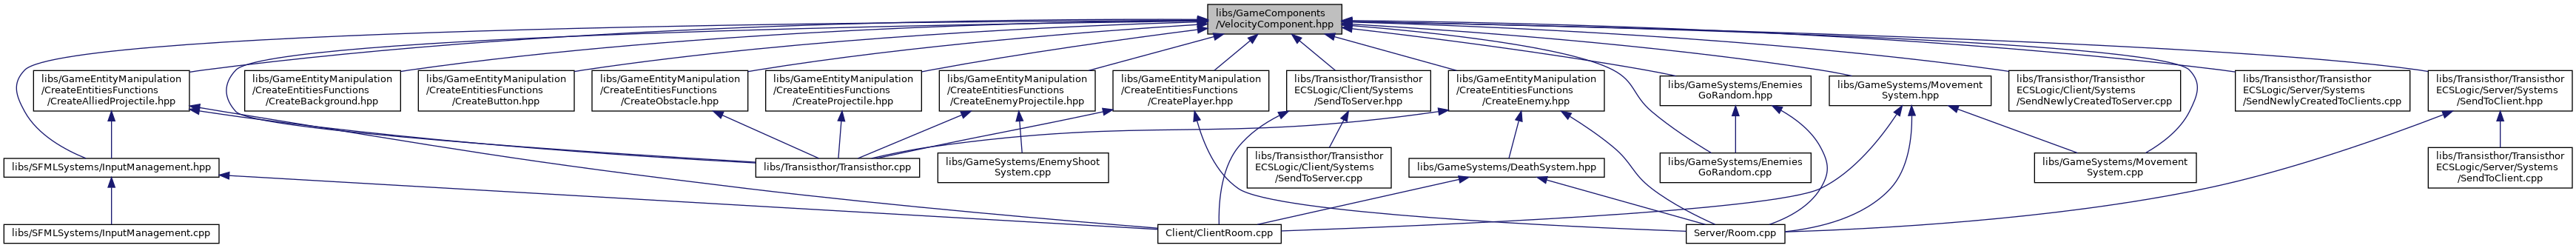 libs/GameComponents
/VelocityComponent.hpp
libs/GameEntityManipulation
/CreateEntitiesFunctions
/CreateAlliedProjectile.hpp
libs/GameEntityManipulation
/CreateEntitiesFunctions
/CreateBackground.hpp
libs/GameEntityManipulation
/CreateEntitiesFunctions
/CreateButton.hpp
libs/GameEntityManipulation
/CreateEntitiesFunctions
/CreateObstacle.hpp
libs/GameEntityManipulation
/CreateEntitiesFunctions
/CreateProjectile.hpp
libs/GameEntityManipulation
/CreateEntitiesFunctions
/CreateEnemyProjectile.hpp
libs/GameEntityManipulation
/CreateEntitiesFunctions
/CreatePlayer.hpp
libs/Transisthor/Transisthor
ECSLogic/Client/Systems
/SendToServer.hpp
libs/GameEntityManipulation
/CreateEntitiesFunctions
/CreateEnemy.hpp
libs/GameSystems/Enemies
GoRandom.hpp
libs/GameSystems/Movement
System.hpp
libs/Transisthor/Transisthor
ECSLogic/Client/Systems
/SendNewlyCreatedToServer.cpp
libs/Transisthor/Transisthor
ECSLogic/Server/Systems
/SendNewlyCreatedToClients.cpp
libs/Transisthor/Transisthor
ECSLogic/Server/Systems
/SendToClient.hpp
libs/SFMLSystems/InputManagement.hpp
libs/Transisthor/Transisthor.cpp
libs/GameSystems/EnemyShoot
System.cpp
libs/Transisthor/Transisthor
ECSLogic/Client/Systems
/SendToServer.cpp
libs/GameSystems/DeathSystem.hpp
libs/GameSystems/Enemies
GoRandom.cpp
libs/GameSystems/Movement
System.cpp
libs/Transisthor/Transisthor
ECSLogic/Server/Systems
/SendToClient.cpp
libs/SFMLSystems/InputManagement.cpp
Client/ClientRoom.cpp
Server/Room.cpp